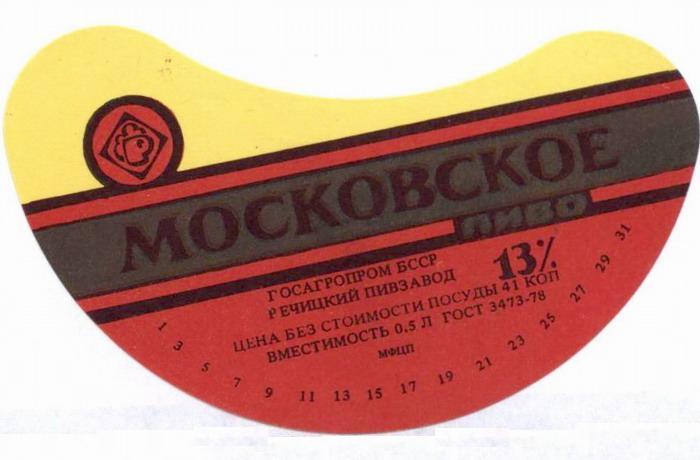 МОСКОВСКОЕ
ПИВО
13%
ГОСАГРОПРОМ БССР
РЕЧИЦКИЙ ПИВЗАВОД
ЦЕНА БЕЗ СТОИМОСТИ ПОСУДЫ 41 КОП
ВМЕСТИМОСТЬ 0.5 Л ГОСТ 3473-78
МФЦП
1 3 5 7 9 11 13 15 17 19 21 23 25 27 29 31